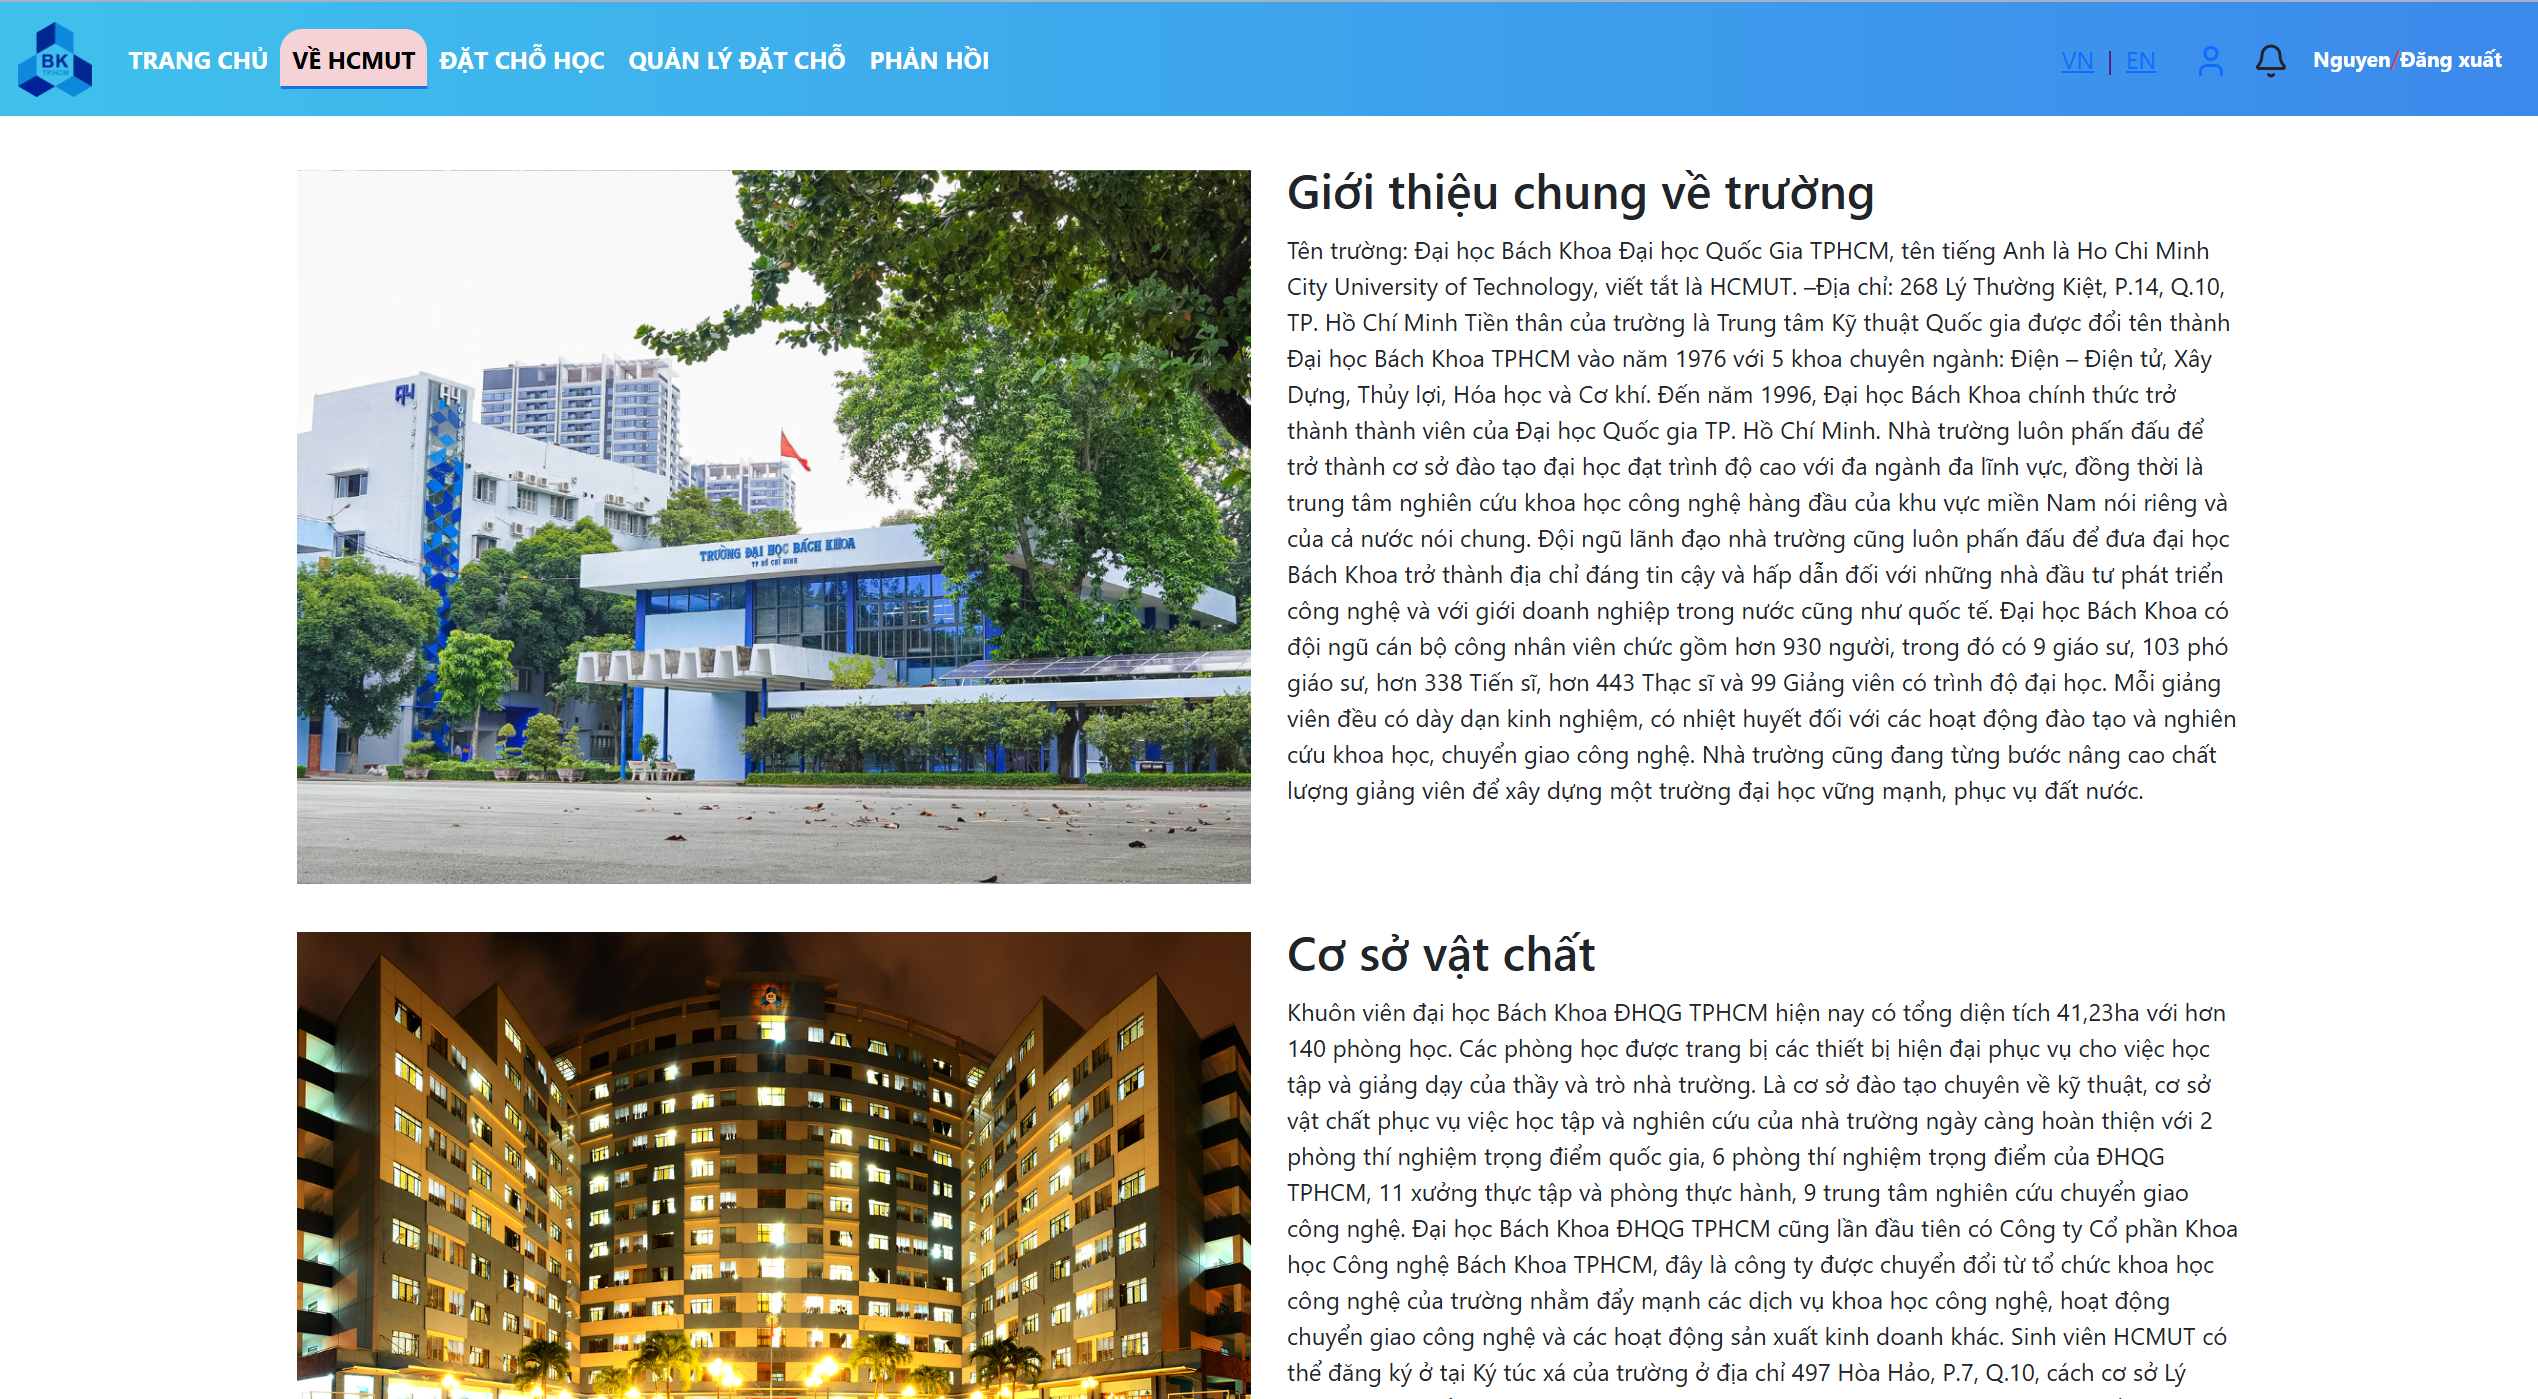 BK
TP.HCM
TRANG CHỦ
VỀ HCMUT
ĐẶT CHỖ HỌC
QUẢN LÝ ĐẶT CHỖ
PHẢN HỒI
VN | EN
Nguyen/Đăng xuất
A4 A4
TRƯỜNG ĐẠI HỌC BÁCH KHOA
TP HỒ CHÍ MINH
Giới thiệu chung về trường
Tên trường: Đại học Bách Khoa Đại học Quốc Gia TPHCM, tên tiếng Anh là Ho Chi Minh
City University of Technology, viết tắt là HCMUT. –Địa chỉ: 268 Lý Thường Kiệt, P.14, Q.10,
TP. Hồ Chí Minh Tiền thân của trường là Trung tâm Kỹ thuật Quốc gia được đổi tên thành
Đại học Bách Khoa TPHCM vào năm 1976 với 5 khoa chuyên ngành: Điện – Điện tử, Xây
Dựng, Thủy lợi, Hóa học và Cơ khí. Đến năm 1996, Đại học Bách Khoa chính thức trở
thành thành viên của Đại học Quốc gia TP. Hồ Chí Minh. Nhà trường luôn phấn đấu để
trở thành cơ sở đào tạo đại học đạt trình độ cao với đa ngành đa lĩnh vực, đồng thời là
trung tâm nghiên cứu khoa học công nghệ hàng đầu của khu vực miền Nam nói riêng và
của cả nước nói chung. Đội ngũ lãnh đạo nhà trường cũng luôn phấn đấu để đưa đại học
Bách Khoa trở thành địa chỉ đáng tin cậy và hấp dẫn đối với những nhà đầu tư phát triển
công nghệ và với giới doanh nghiệp trong nước cũng như quốc tế. Đại học Bách Khoa có
đội ngũ cán bộ công nhân viên chức gồm hơn 930 người, trong đó có 9 giáo sư, 103 phó
giáo sư, hơn 338 Tiến sĩ, hơn 443 Thạc sĩ và 99 Giảng viên có trình độ đại học. Mỗi giảng
viên đều có dày dạn kinh nghiệm, có nhiệt huyết đối với các hoạt động đào tạo và nghiên
cứu khoa học, chuyển giao công nghệ. Nhà trường cũng đang từng bước nâng cao chất
lượng giảng viên để xây dựng một trường đại học vững mạnh, phục vụ đất nước.
Cơ sở vật chất
Khuôn viên đại học Bách Khoa ĐHQG TPHCM hiện nay có tổng diện tích 41,23ha với hơn
140 phòng học. Các phòng học được trang bị các thiết bị hiện đại phục vụ cho việc học
tập và giảng dạy của thầy và trò nhà trường. Là cơ sở đào tạo chuyên về kỹ thuật, cơ sở
vật chất phục vụ việc học tập và nghiên cứu của nhà trường ngày càng hoàn thiện với 2
phòng thí nghiệm trọng điểm quốc gia, 6 phòng thí nghiệm trọng điểm của ĐHQG
TPHCM, 11 xưởng thực tập và phòng thực hành, 9 trung tâm nghiên cứu chuyển giao
công nghệ. Đại học Bách Khoa ĐHQG TPHCM cũng lần đầu tiên có Công ty Cổ phần Khoa
học Công nghệ Bách Khoa TPHCM, đây là công ty được chuyển đổi từ tổ chức khoa học
công nghệ của trường nhằm đẩy mạnh các dịch vụ khoa học công nghệ, hoạt động
chuyển giao công nghệ và các hoạt động sản xuất kinh doanh khác. Sinh viên HCMUT có
thể đăng ký ở tại Ký túc xá của trường ở địa chỉ 497 Hòa Hảo, P.7, Q.10, cách cơ sở Lý